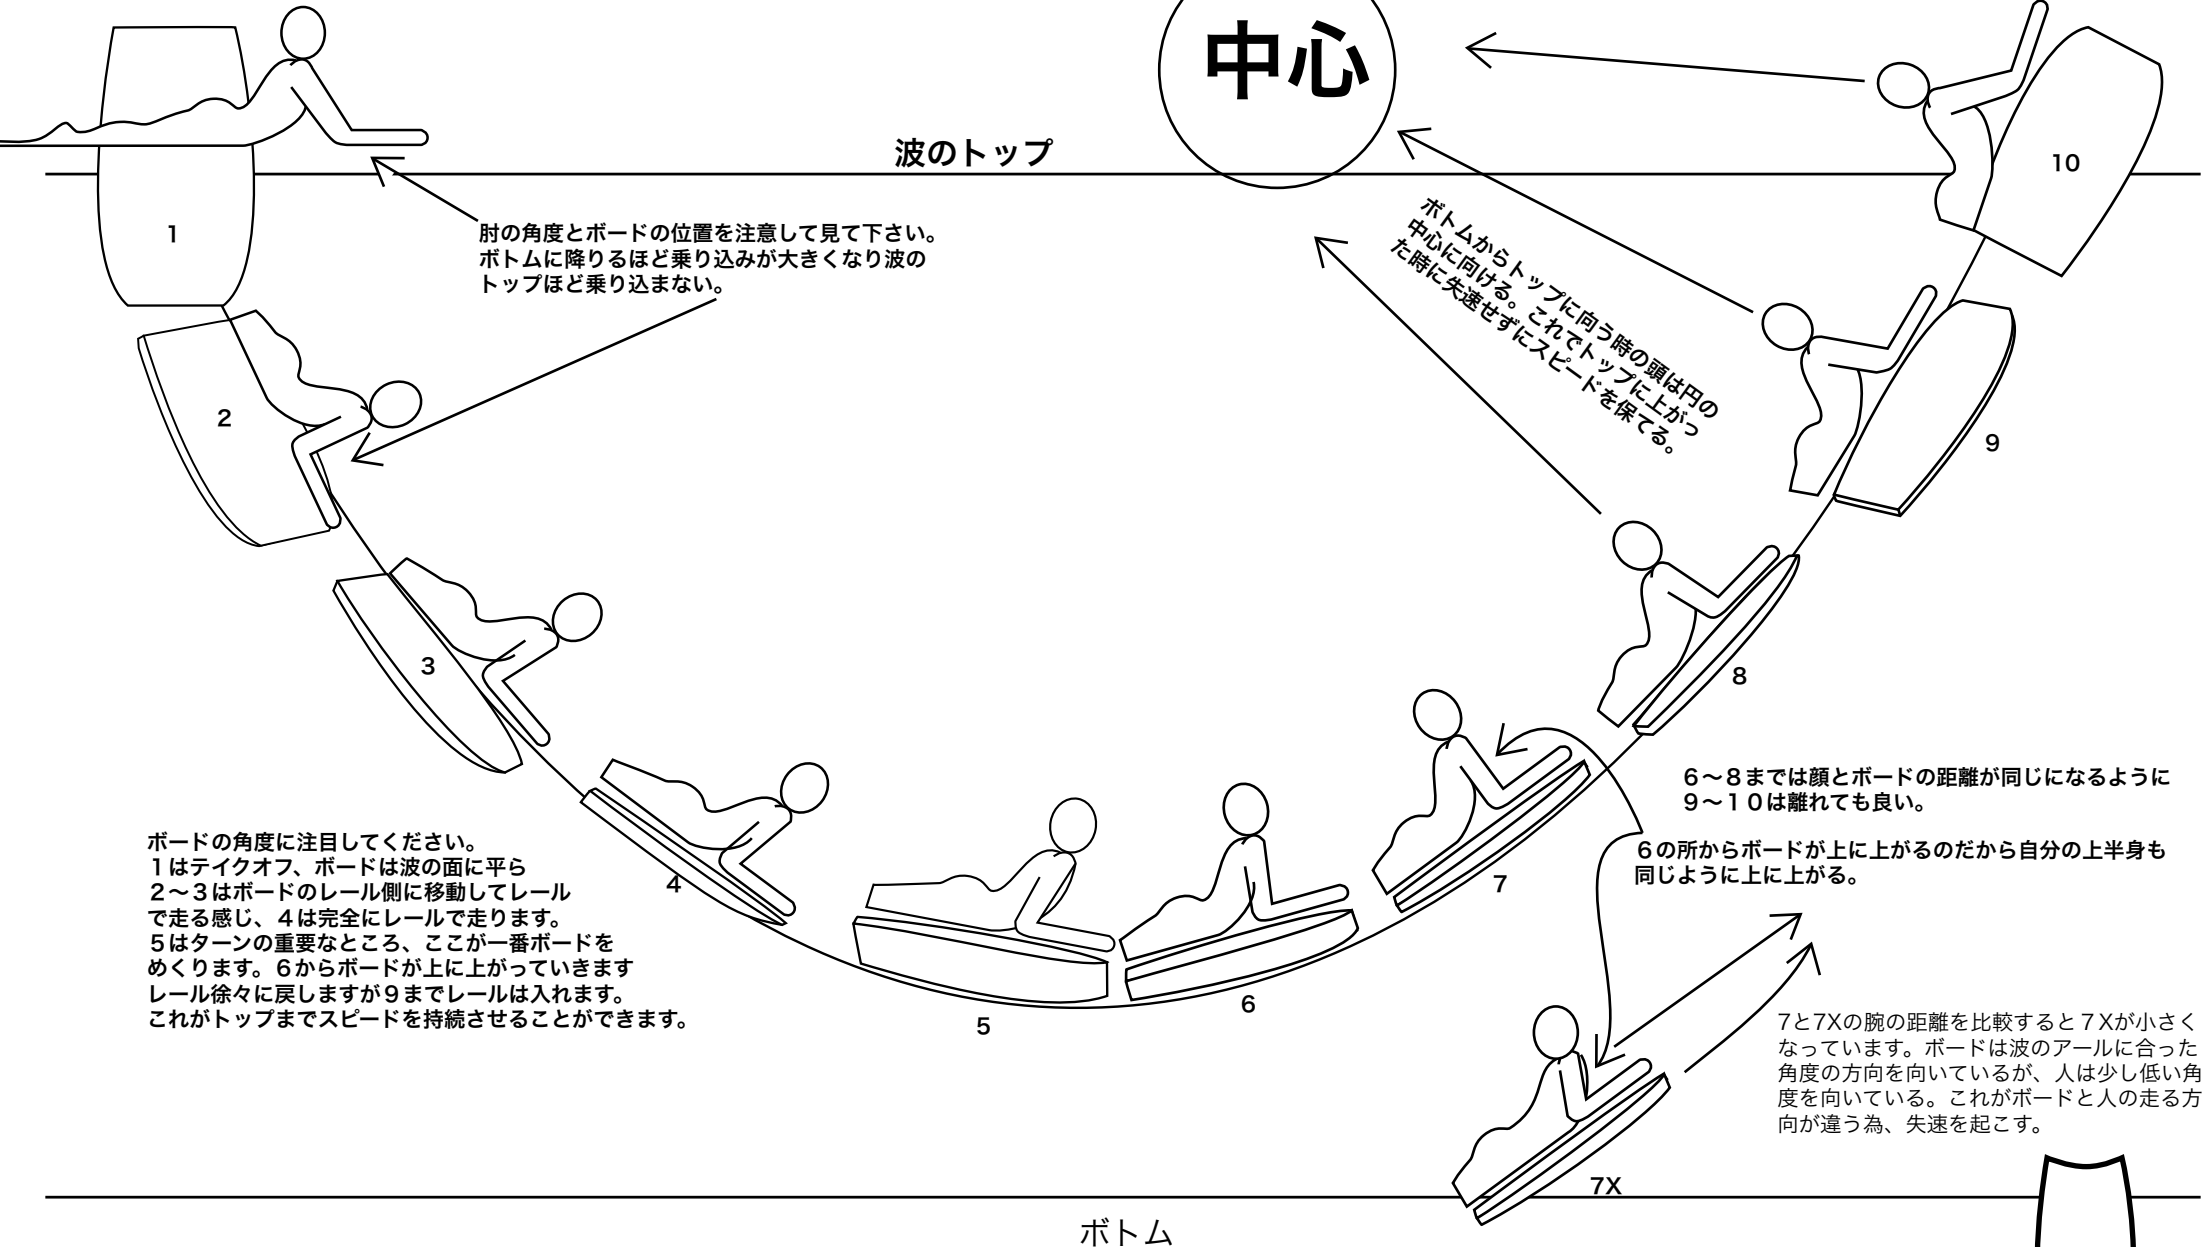 中心
波のトップ
1
肘の角度とボードの位置を注意して見て下さい。
ボトムに降りるほど乗り込みが大きくなり波の
トップほど乗り込まない。
ボトムからトップに向う時の頭は円の
中心に向ける。これでトップに上がっ
た時に失速せずにスピードを保てる。
10
2
9
3
8
4
7
6〜8までは顔とボードの距離が同じになるように
9〜10は離れても良い。
6の所からボードが上に上がるのだから自分の上半身も
同じように上に上がる。
ボードの角度に注目してください。
1はテイクオフ、ボードは波の面に平ら
2〜3はボードのレール側に移動してレール
で走る感じ、4は完全にレールで走ります。
5はターンの重要なところ、ここが一番ボードを
めくります。6からボードが上に上がっていきます
レール徐々に戻しますが9までレールは入れます。
これがトップまでスピードを持続させることができます。
5
6
7と7Xの腕の距離を比較すると7Xが小さく
なっています。ボードは波のアールに合った
角度の方向を向いているが、人は少し低い角
度を向いている。これがボードと人の走る方
向が違う為、失速を起こす。
7X
ボトム